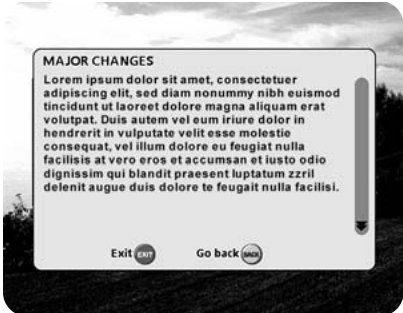 MAJOR CHANGES
Lorem ipsum dolor sit amet, consectetuer
adipiscing elit, sed diam nonummy nibh euismod
tincidunt ut laoreet dolore magna aliquam erat
volutpat. Duis autem vel eum iriure dolor in
hendrerit in vulputate velit esse molestie
consequat, vel illum dolore eu feugiat nulla
facilisis at vero eros et accumsan et iusto odio
dignissim qui blandit praesent luptatum zzril
delenit augue duis dolore te feugait nulla facilisi.
Exit EXIT Go back BACK